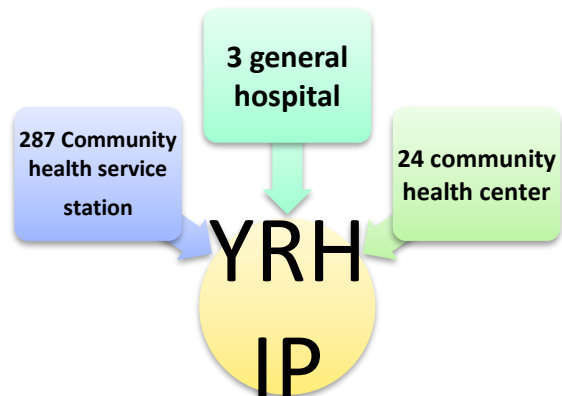 3 general
hospital
287 Community
health service
station
24 community
health center
YRH
IP